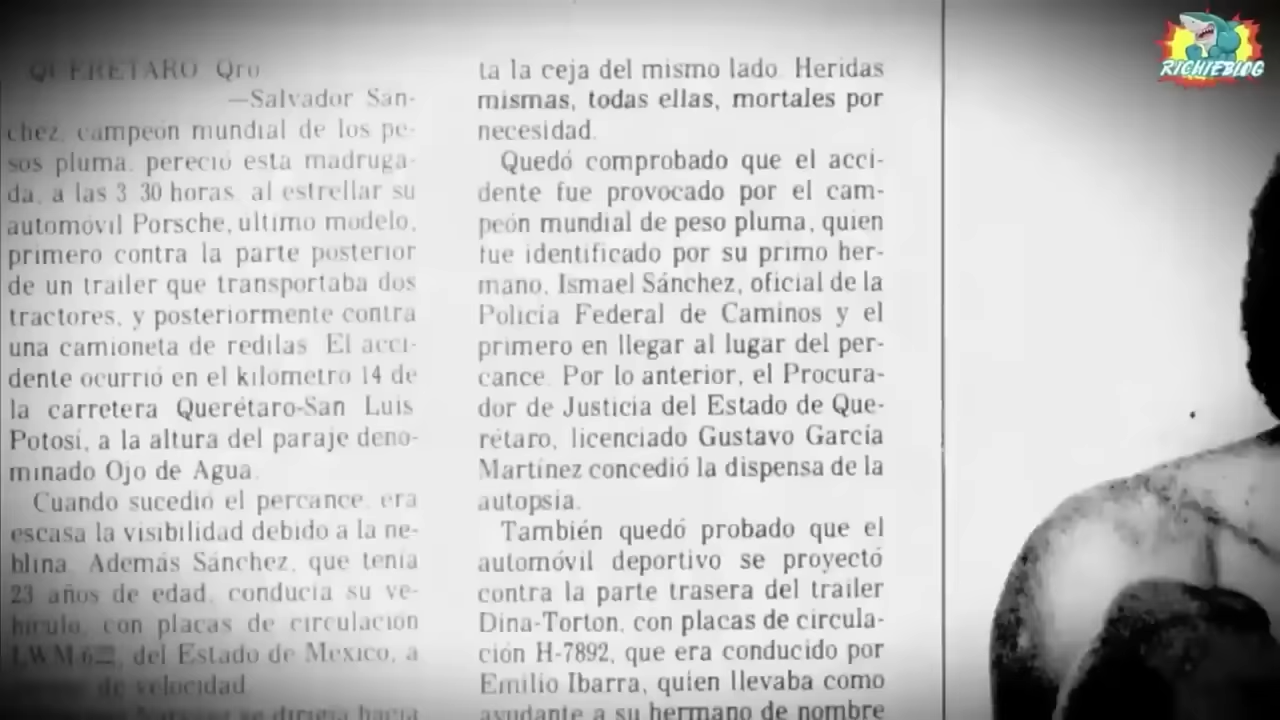 QUERETARO Qro
—Salvador San-
chez, campeon mundial de los pe-
sos pluma, pereció esta madruga-
da, a las 3 30 horas, al estrellar su
automóvil Porsche, ultimo modelo,
primero contra la parte posterior
de un trailer que transportaba dos
tractores, y posteriormente contra
una camioneta de redilas. El acci-
dente ocurrió en el kilometro 14 de
la carretera Querétaro-San Luis
Potosí, a la altura del paraje deno-
minado Ojo de Agua.
Cuando sucedió el percance, era
escasa la visibilidad debido a la ne-
blina. Además Sánchez, que tenía
23 años de edad, conducía su ve-
hículo, con placas de circulación
LWM-6, del Estado de Mexico, a
de velocidad.
se dirigía hacia
ta la ceja del mismo lado. Heridas
mismas, todas ellas, mortales por
necesidad.
Quedó comprobado que el acci-
dente fue provocado por el cam-
peón mundial de peso pluma, quien
fue identificado por su primo her-
mano, Ismael Sánchez, oficial de la
Policía Federal de Caminos y el
primero en llegar al lugar del per-
cance. Por lo anterior, el Procura-
dor de Justicia del Estado de Que-
rétaro, licenciado Gustavo García
Martínez concedió la dispensa de la
autopsia.
También quedó probado que el
automóvil deportivo se proyectó
contra la parte trasera del trailer
Dina-Torton, con placas de circula-
ción H-7892, que era conducido por
Emilio Ibarra, quien llevaba como
ayudante a su hermano de nombre
RICHIEBLOG